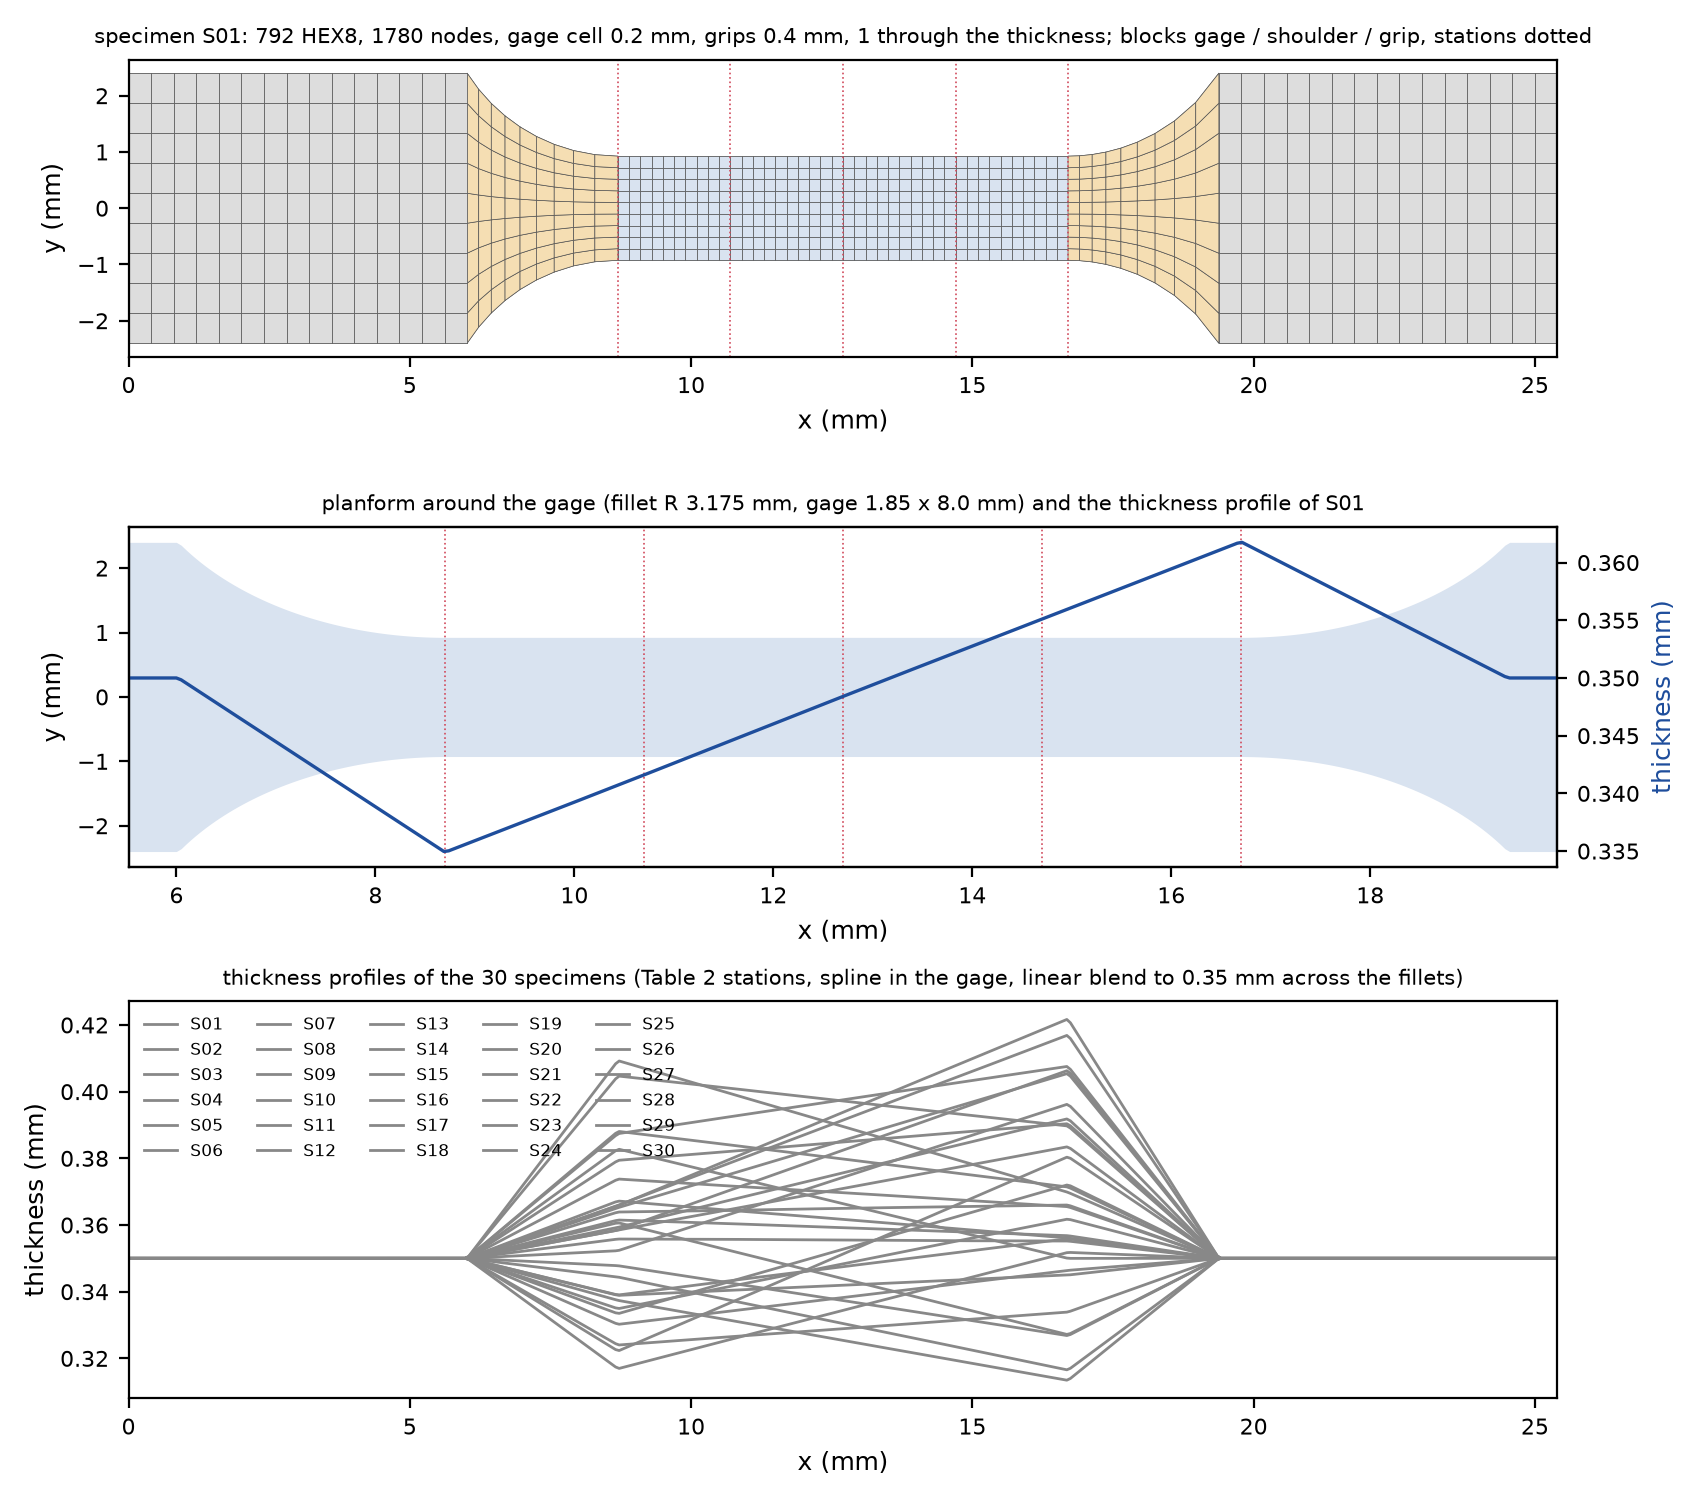 specimen S01: 792 HEX8, 1780 nodes, gage cell 0.2 mm, grips 0.4 mm, 1 through the thickness; blocks gage / shoulder / grip, stations dotted
2
1
0
−1
−2
y (mm)
0 5 10 15 20 25
x (mm)
planform around the gage (fillet R 3.175 mm, gage 1.85 x 8.0 mm) and the thickness profile of S01
2
1
0
−1
−2
y (mm)
0.360
0.355
0.350
0.345
0.340
0.335
thickness (mm)
6 8 10 12 14 16 18
x (mm)
thickness profiles of the 30 specimens (Table 2 stations, spline in the gage, linear blend to 0.35 mm across the fillets)
S01 S07 S13 S19 S25
S02 S08 S14 S20 S26
S03 S09 S15 S21 S27
S04 S10 S16 S22 S28
S05 S11 S17 S23 S29
S06 S12 S18 S24 S30
0.42
0.40
0.38
0.36
0.34
0.32
thickness (mm)
0 5 10 15 20 25
x (mm)